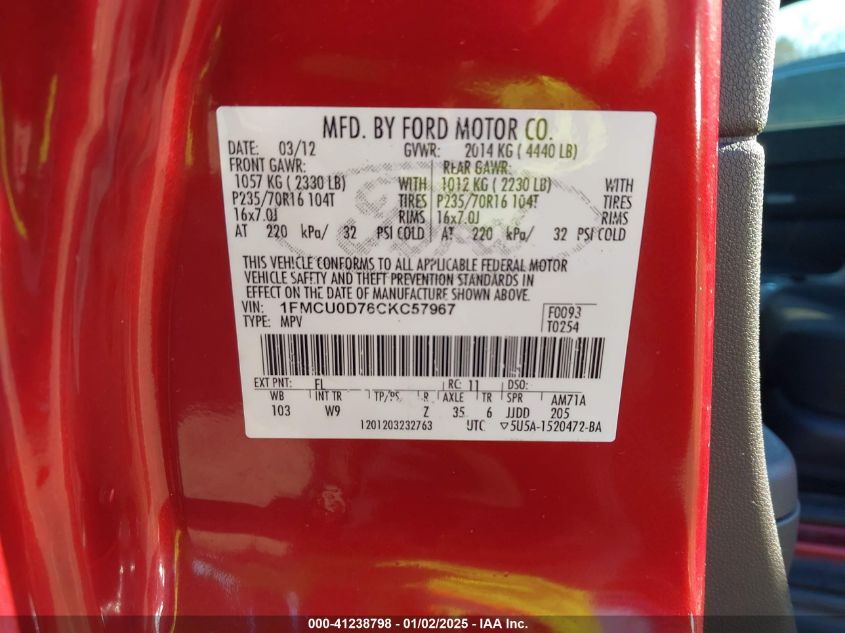 MFD. BY FORD MOTOR CO.
DATE: 03/12 GVWR: 2014 KG ( 4440 LB)
FRONT GAWR: REAR GAWR:
1057 KG ( 2330 LB) WITH 1012 KG ( 2230 LB) WITH
P235/70R16 104T TIRES P235/70R16 104T TIRES
16x7.0J RIMS 16x7.0J RIMS
AT 220 kPa/ 32 PSI COLD AT 220 kPa/ 32 PSI COLD
THIS VEHICLE CONFORMS TO ALL APPLICABLE FEDERAL MOTOR
VEHICLE SAFETY AND THEFT PREVENTION STANDARDS IN
EFFECT ON THE DATE OF MANUFACTURE SHOWN ABOVE.
VIN: 1FMCU0D76CKC57967 F0093
TYPE: MPV T0254
EXT PNT: FL RC: 11 DSO:
WB INT TR TP/PS R AXLE TR SPR AM71A
103 W9 Z 35 6 JJDD 205
1201203232763 UTC ▽5U5A-1520472-BA
000-41238798 - 01/02/2025 - IAA Inc.